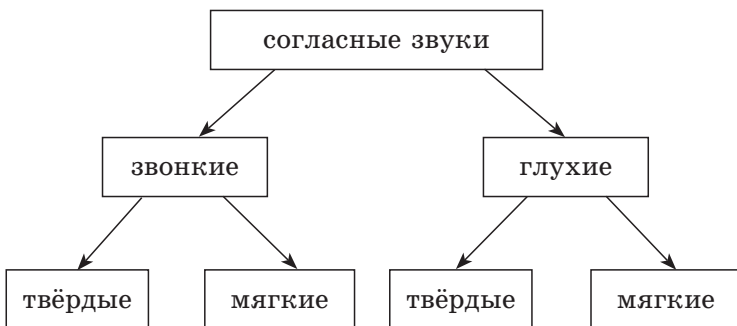 согласные звуки
звонкие
глухие
твёрдые
мягкие
твёрдые
мягкие